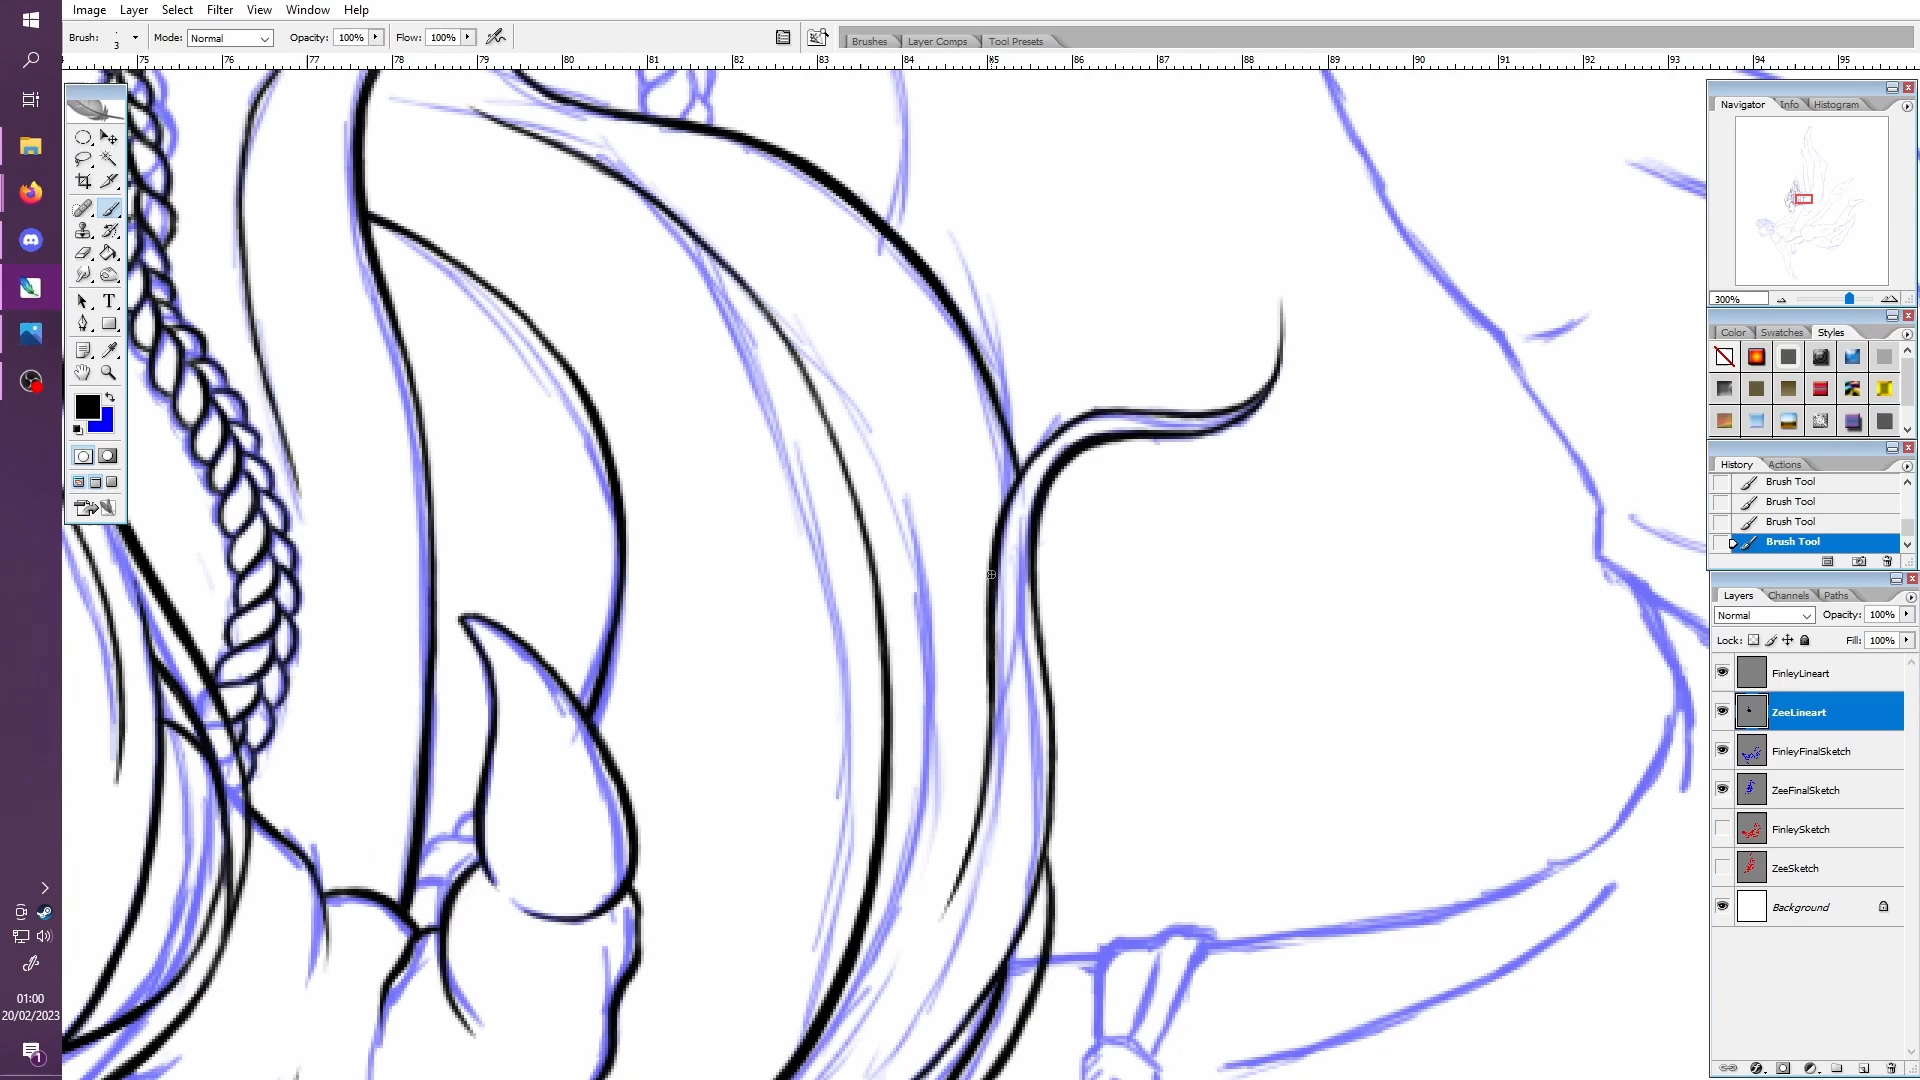 Image Layer Select Filter View Window Help
Brush: 3 Mode: Normal Opacity: 100% Flow: 100% Brushes Layer Comps Tool Presets
75 76 77 78 79 80 81 82 83 84 85 86 87 88 89 90 91 92 93 94 95
Navigator Info Histogram
300%
Color Swatches Styles
History Actions
Brush Tool
Brush Tool
Brush Tool
Brush Tool
Layers Channels Paths
Normal Opacity: 100%
Lock: Fill: 100%
FinleyLineart
ZeeLineart
FinleyFinalSketch
ZeeFinalSketch
FinleySketch
ZeeSketch
Background
01:00
20/02/2023
1